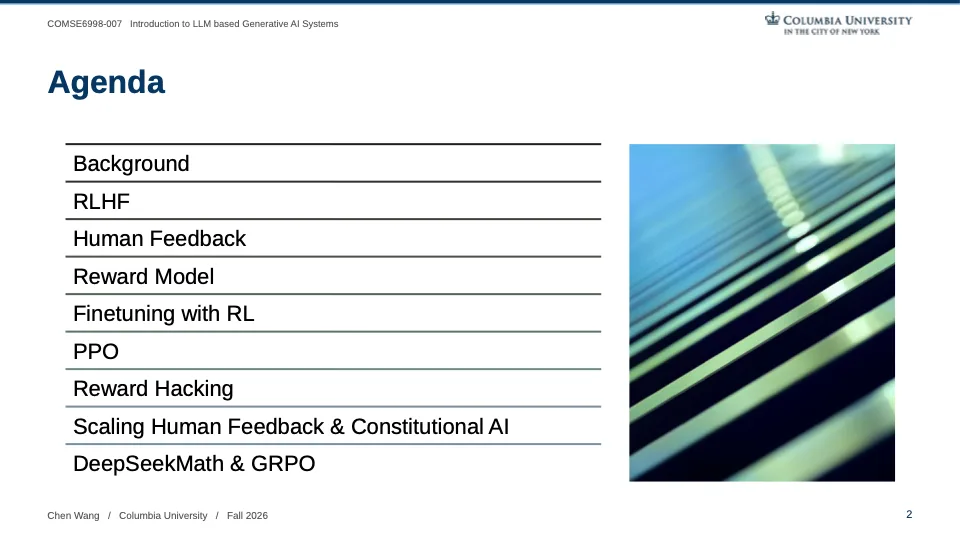 COMSE6998-007 Introduction to LLM based Generative AI Systems
COLUMBIA UNIVERSITY
IN THE CITY OF NEW YORK
Agenda
Background
RLHF
Human Feedback
Reward Model
Finetuning with RL
PPO
Reward Hacking
Scaling Human Feedback & Constitutional AI
DeepSeekMath & GRPO
Chen Wang / Columbia University / Fall 2026
2